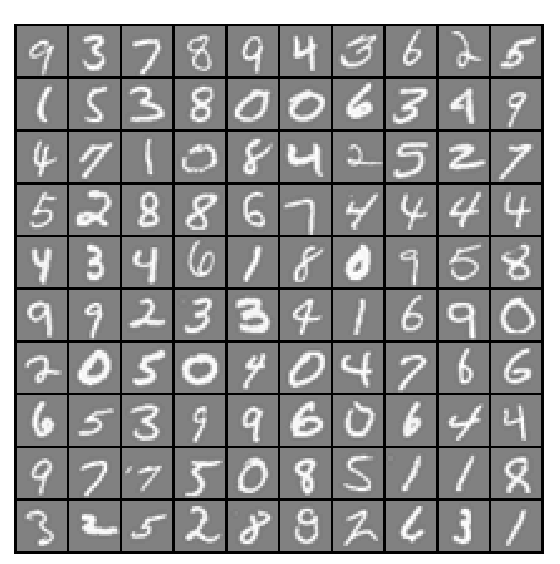 9 3 7 8 9 4 3 6 2 5
1 5 3 8 0 0 6 3 4 9
4 7 1 0 8 4 2 5 2 7
5 2 8 8 6 7 4 4 4 4
4 3 4 6 1 8 0 9 5 8
9 9 2 3 3 4 1 6 9 0
2 0 5 0 4 0 4 7 6 6
6 5 3 9 9 6 0 6 4 4
9 7 7 5 0 8 5 1 1 8
3 2 5 2 8 8 2 6 3 1